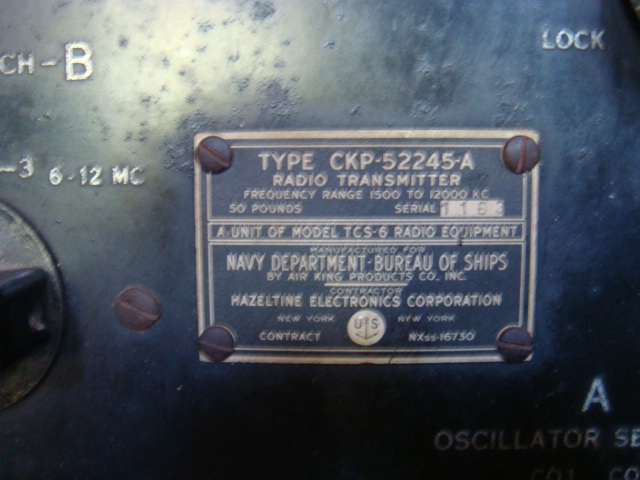 CH-B
LOCK
-3 6-12 MC
TYPE CKP-52245-A
RADIO TRANSMITTER
FREQUENCY RANGE 1500 TO 12000 KC
50 POUNDS SERIAL 1163
A UNIT OF MODEL TCS-6 RADIO EQUIPMENT
MANUFACTURED FOR
NAVY DEPARTMENT-BUREAU OF SHIPS
BY AIR KING PRODUCTS CO., INC.
CONTRACTOR
HAZELTINE ELECTRONICS CORPORATION
NEW YORK US NEW YORK
CONTRACT NXss-16730
A
OSCILLATOR SE